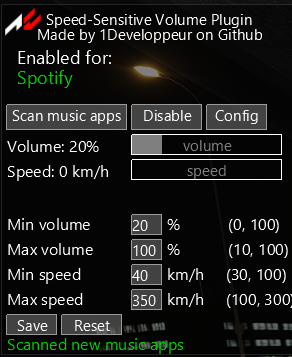 Speed-Sensitive Volume Plugin
Made by 1Developpeur on Github
Enabled for:
Spotify
Scan music apps Disable Config
Volume: 20% volume
Speed: 0 km/h speed
Min volume 20 % (0, 100)
Max volume 100 % (10, 100)
Min speed 40 km/h (30, 100)
Max speed 350 km/h (100, 300)
Save Reset
Scanned new music apps